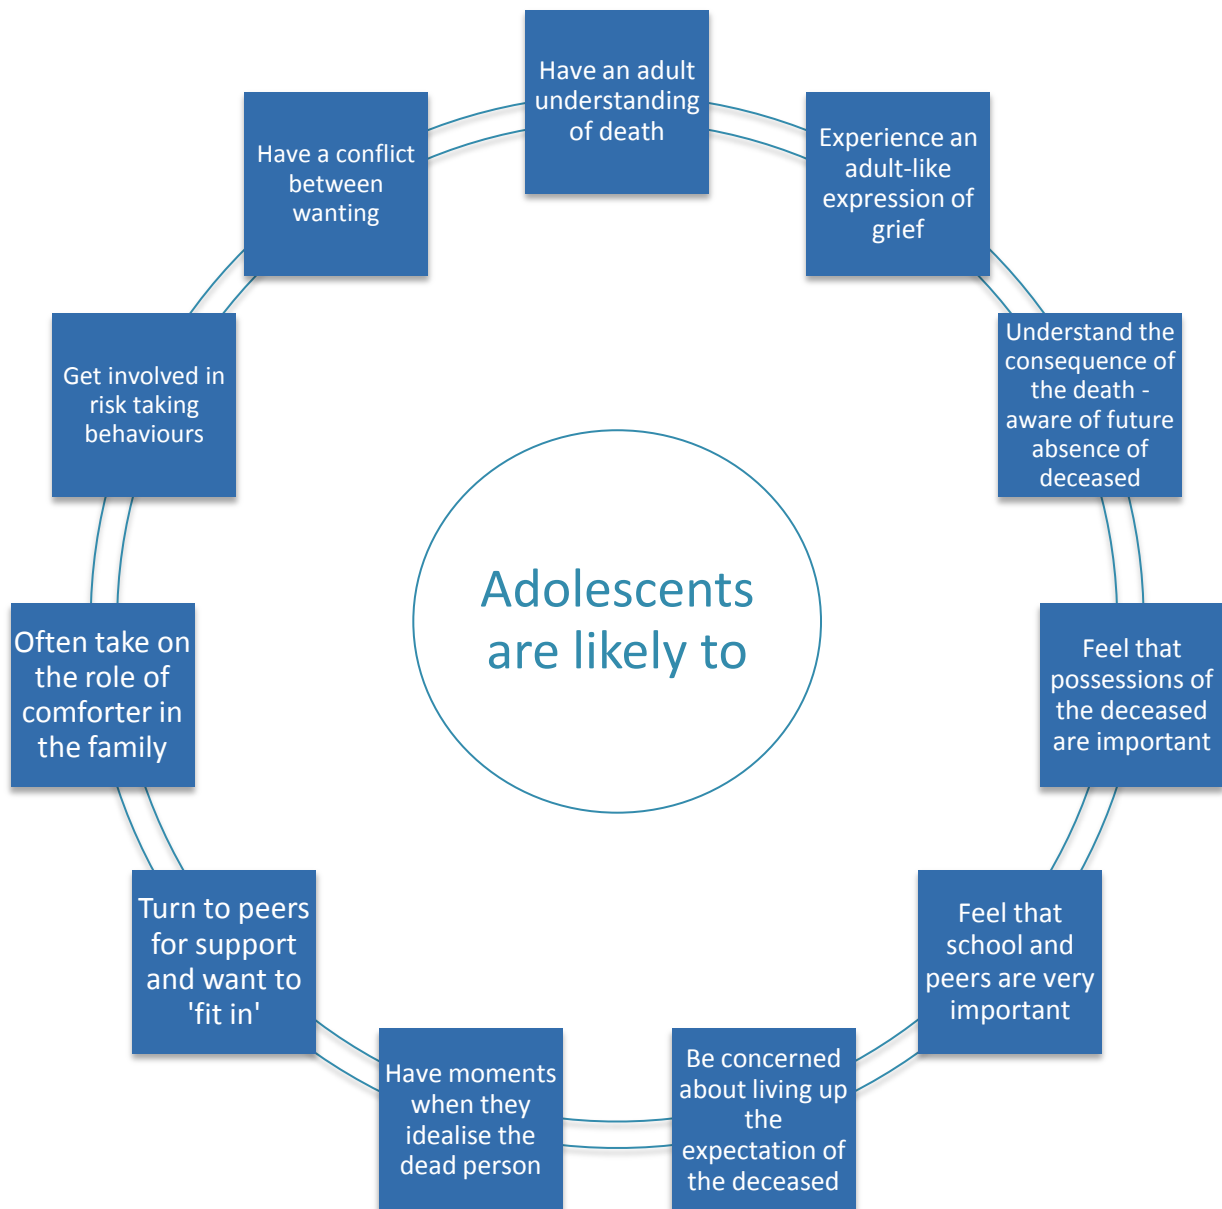 Have an adult
understanding
of death
Experience an
adult-like
expression of
grief
Understand the
consequence of
the death -
aware of future
absence of
deceased
Feel that
possessions of
the deceased
are important
Feel that
school and
peers are very
important
Be concerned
about living up
the
expectation of
the deceased
Have moments
when they
idealise the
dead person
Turn to peers
for support
and want to
'fit in'
Often take on
the role of
comforter in
the family
Get involved in
risk taking
behaviours
Have a conflict
between
wanting
Adolescents
are likely to